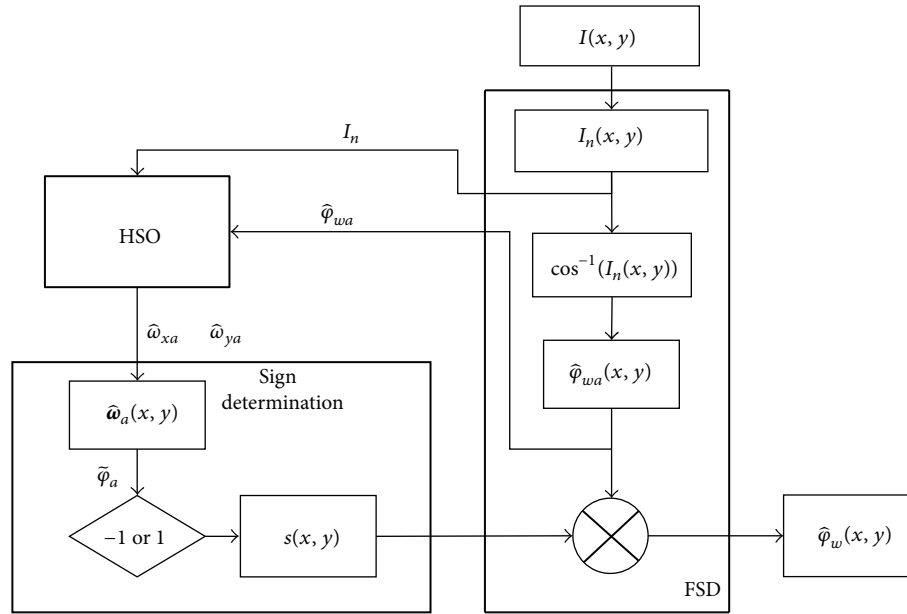 I(x, y)
I_n(x, y)
I_n
φ̂_wa
HSO
cos⁻¹(I_n(x, y))
ω̂_xa ω̂_ya
φ̂_wa(x, y)
Sign
determination
ω̂_a(x, y)
φ̃_a
−1 or 1
s(x, y)
φ̂_w(x, y)
FSD